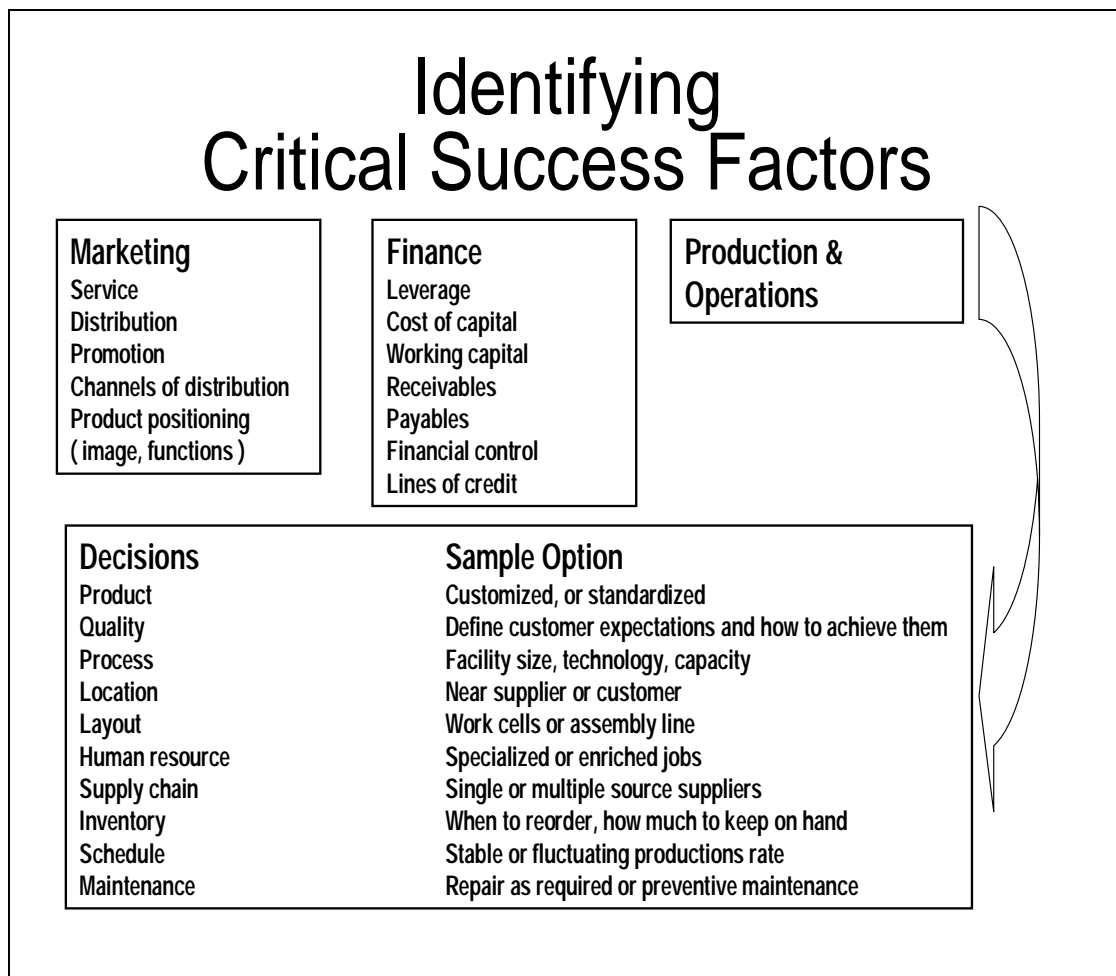 Identifying
Critical Success Factors
Marketing
Service
Distribution
Promotion
Channels of distribution
Product positioning
( image, functions )
Finance
Leverage
Cost of capital
Working capital
Receivables
Payables
Financial control
Lines of credit
Production &
Operations
Decisions Sample Option
Product Customized, or standardized
Quality Define customer expectations and how to achieve them
Process Facility size, technology, capacity
Location Near supplier or customer
Layout Work cells or assembly line
Human resource Specialized or enriched jobs
Supply chain Single or multiple source suppliers
Inventory When to reorder, how much to keep on hand
Schedule Stable or fluctuating productions rate
Maintenance Repair as required or preventive maintenance